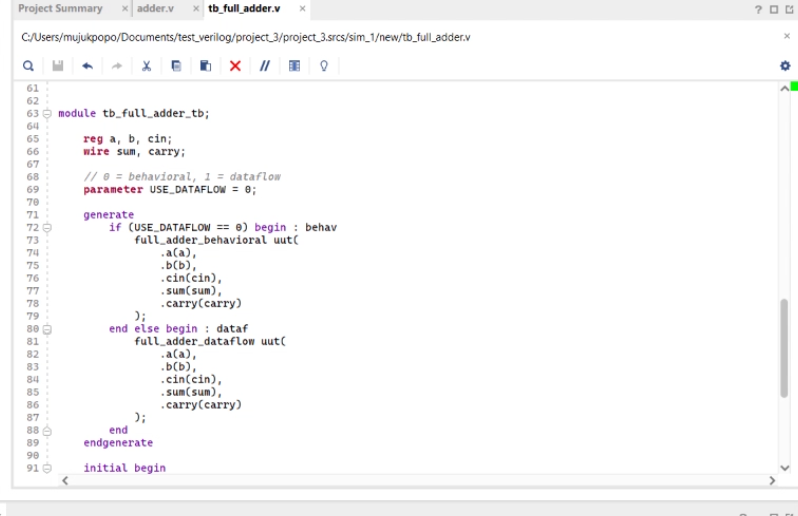 Project Summary × adder.v × tb_full_adder.v ×
? 
C:/Users/mujukpopo/Documents/test_verilog/project_3/project_3.srcs/sim_1/new/tb_full_adder.v ×
61
62
63 module tb_full_adder_tb;
64
65 reg a, b, cin;
66 wire sum, carry;
67
68 // 0 = behavioral, 1 = dataflow
69 parameter USE_DATAFLOW = 0;
70
71 generate
72 if (USE_DATAFLOW == 0) begin : behav
73 full_adder_behavioral uut(
74 .a(a),
75 .b(b),
76 .cin(cin),
77 .sum(sum),
78 .carry(carry)
79 );
80 end else begin : dataf
81 full_adder_dataflow uut(
82 .a(a),
83 .b(b),
84 .cin(cin),
85 .sum(sum),
86 .carry(carry)
87 );
88 end
89 endgenerate
90
91 initial begin